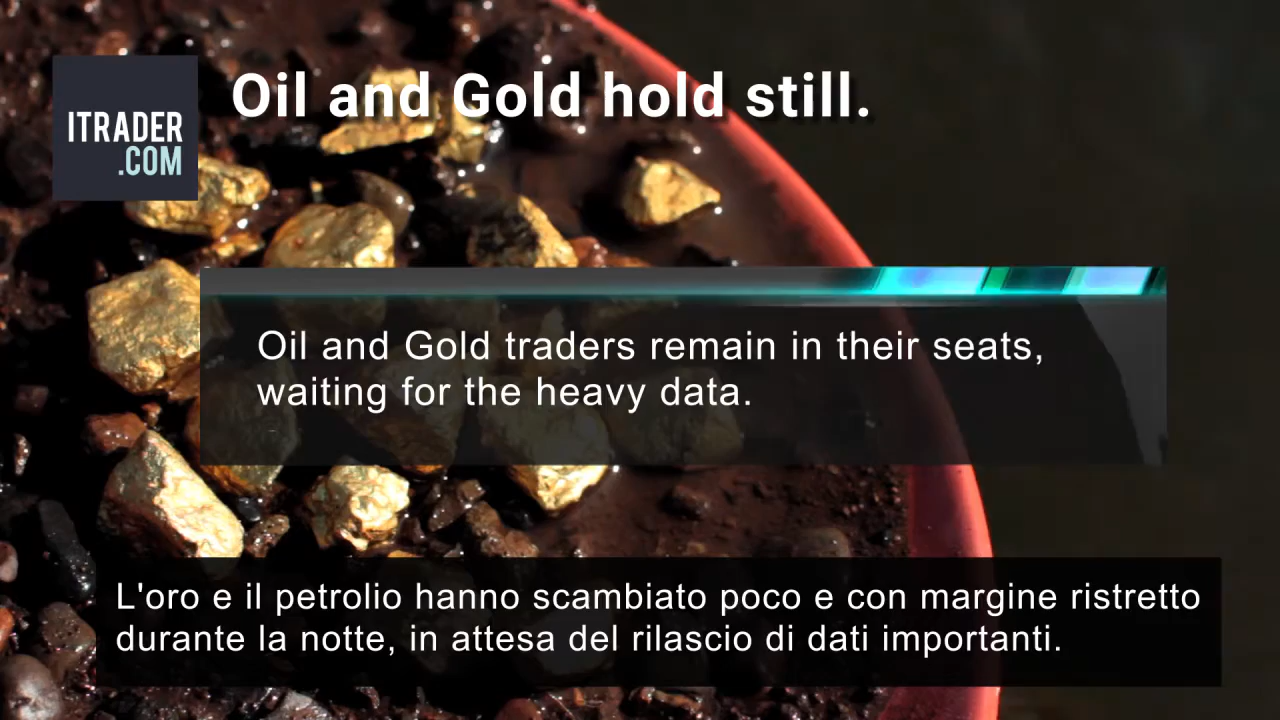 ITRADER
.COM
Oil and Gold hold still.
Oil and Gold traders remain in their seats,
waiting for the heavy data.
L'oro e il petrolio hanno scambiato poco e con margine ristretto
durante la notte, in attesa del rilascio di dati importanti.